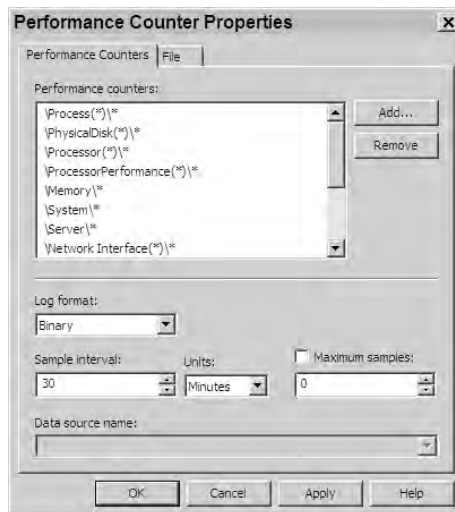 Performance Counter Properties
Performance Counters
File
Performance counters:
\Process(*)\*
\PhysicalDisk(*)\*
\Processor(*)\*
\ProcessorPerformance(*)\*
\Memory\*
\System\*
\Server\*
\Network Interface(*)\*
Add...
Remove
Log format:
Binary
Sample interval:
Units:
Maximum samples:
30
Minutes
0
Data source name:
OK
Cancel
Apply
Help